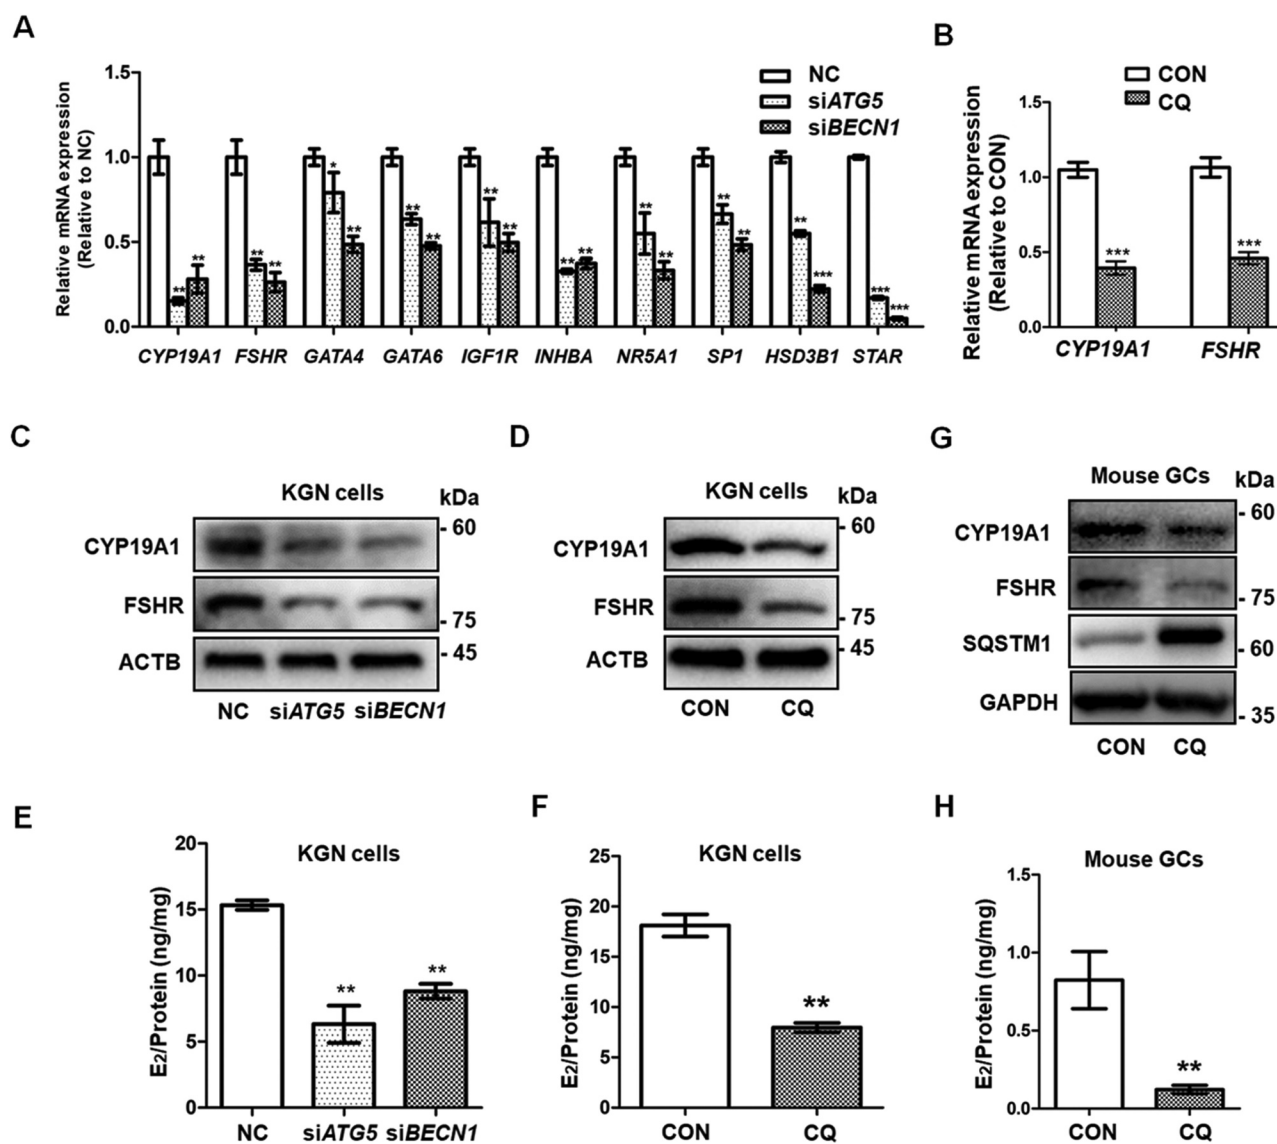 A
Relative mRNA expression
(Relative to NC)
1.5
1.0
0.5
0.0
NC
siATG5
siBECN1
** ** ** ** * ** ** ** ** ** ** ** ** ** ** ** ** *** *** ***
CYP19A1 FSHR GATA4 GATA6 IGF1R INHBA NR5A1 SP1 HSD3B1 STAR
B
Relative mRNA expression
(Relative to CON)
1.5
1.0
0.5
0.0
CON
CQ
*** ***
CYP19A1 FSHR
C
KGN cells
kDa
CYP19A1
- 60
FSHR
- 75
ACTB
- 45
NC siATG5 siBECN1
D
KGN cells
kDa
CYP19A1
- 60
FSHR
- 75
ACTB
- 45
CON CQ
G
Mouse GCs
kDa
CYP19A1
- 60
FSHR
- 75
SQSTM1
- 60
GAPDH
- 35
CON CQ
E
KGN cells
E2/Protein (ng/mg)
20
15
10
5
0
** **
NC siATG5 siBECN1
F
KGN cells
E2/Protein (ng/mg)
25
20
15
10
5
0
**
CON CQ
H
Mouse GCs
E2/Protein (ng/mg)
1.5
1.0
0.5
0.0
**
CON CQ